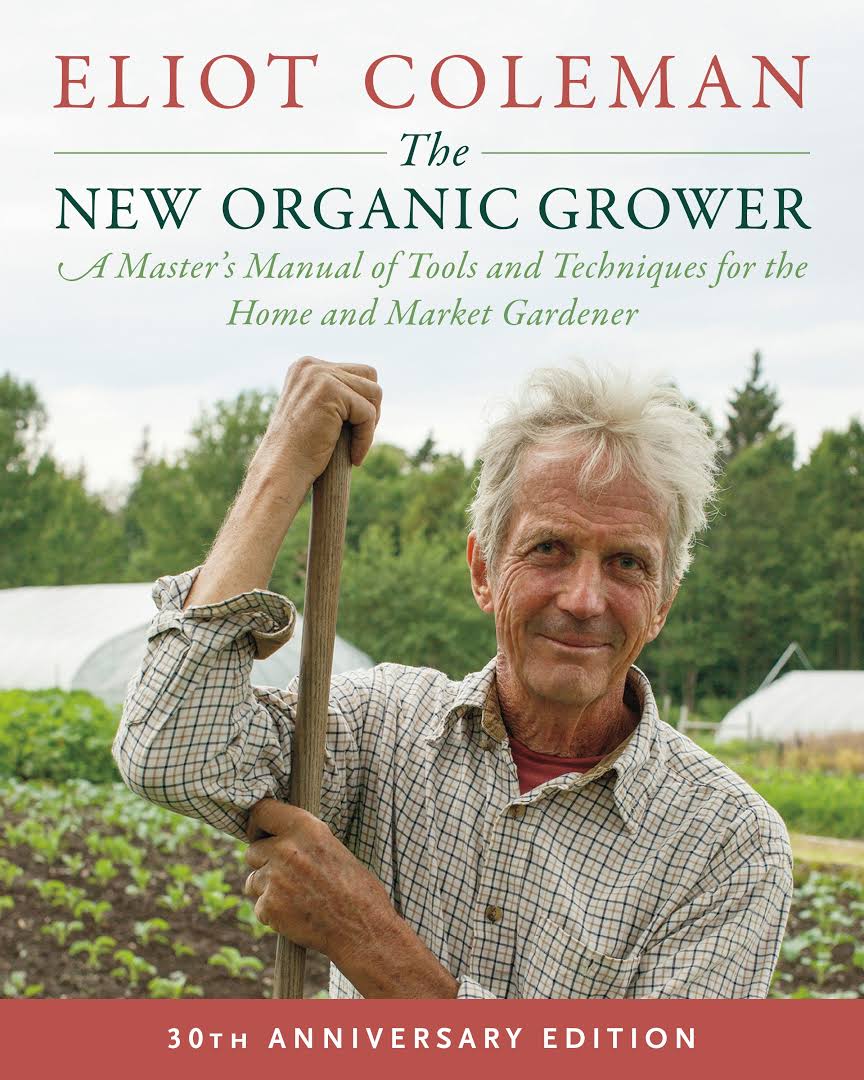 ELIOT COLEMAN
The
NEW ORGANIC GROWER
A Master's Manual of Tools and Techniques for the
Home and Market Gardener
30TH ANNIVERSARY EDITION